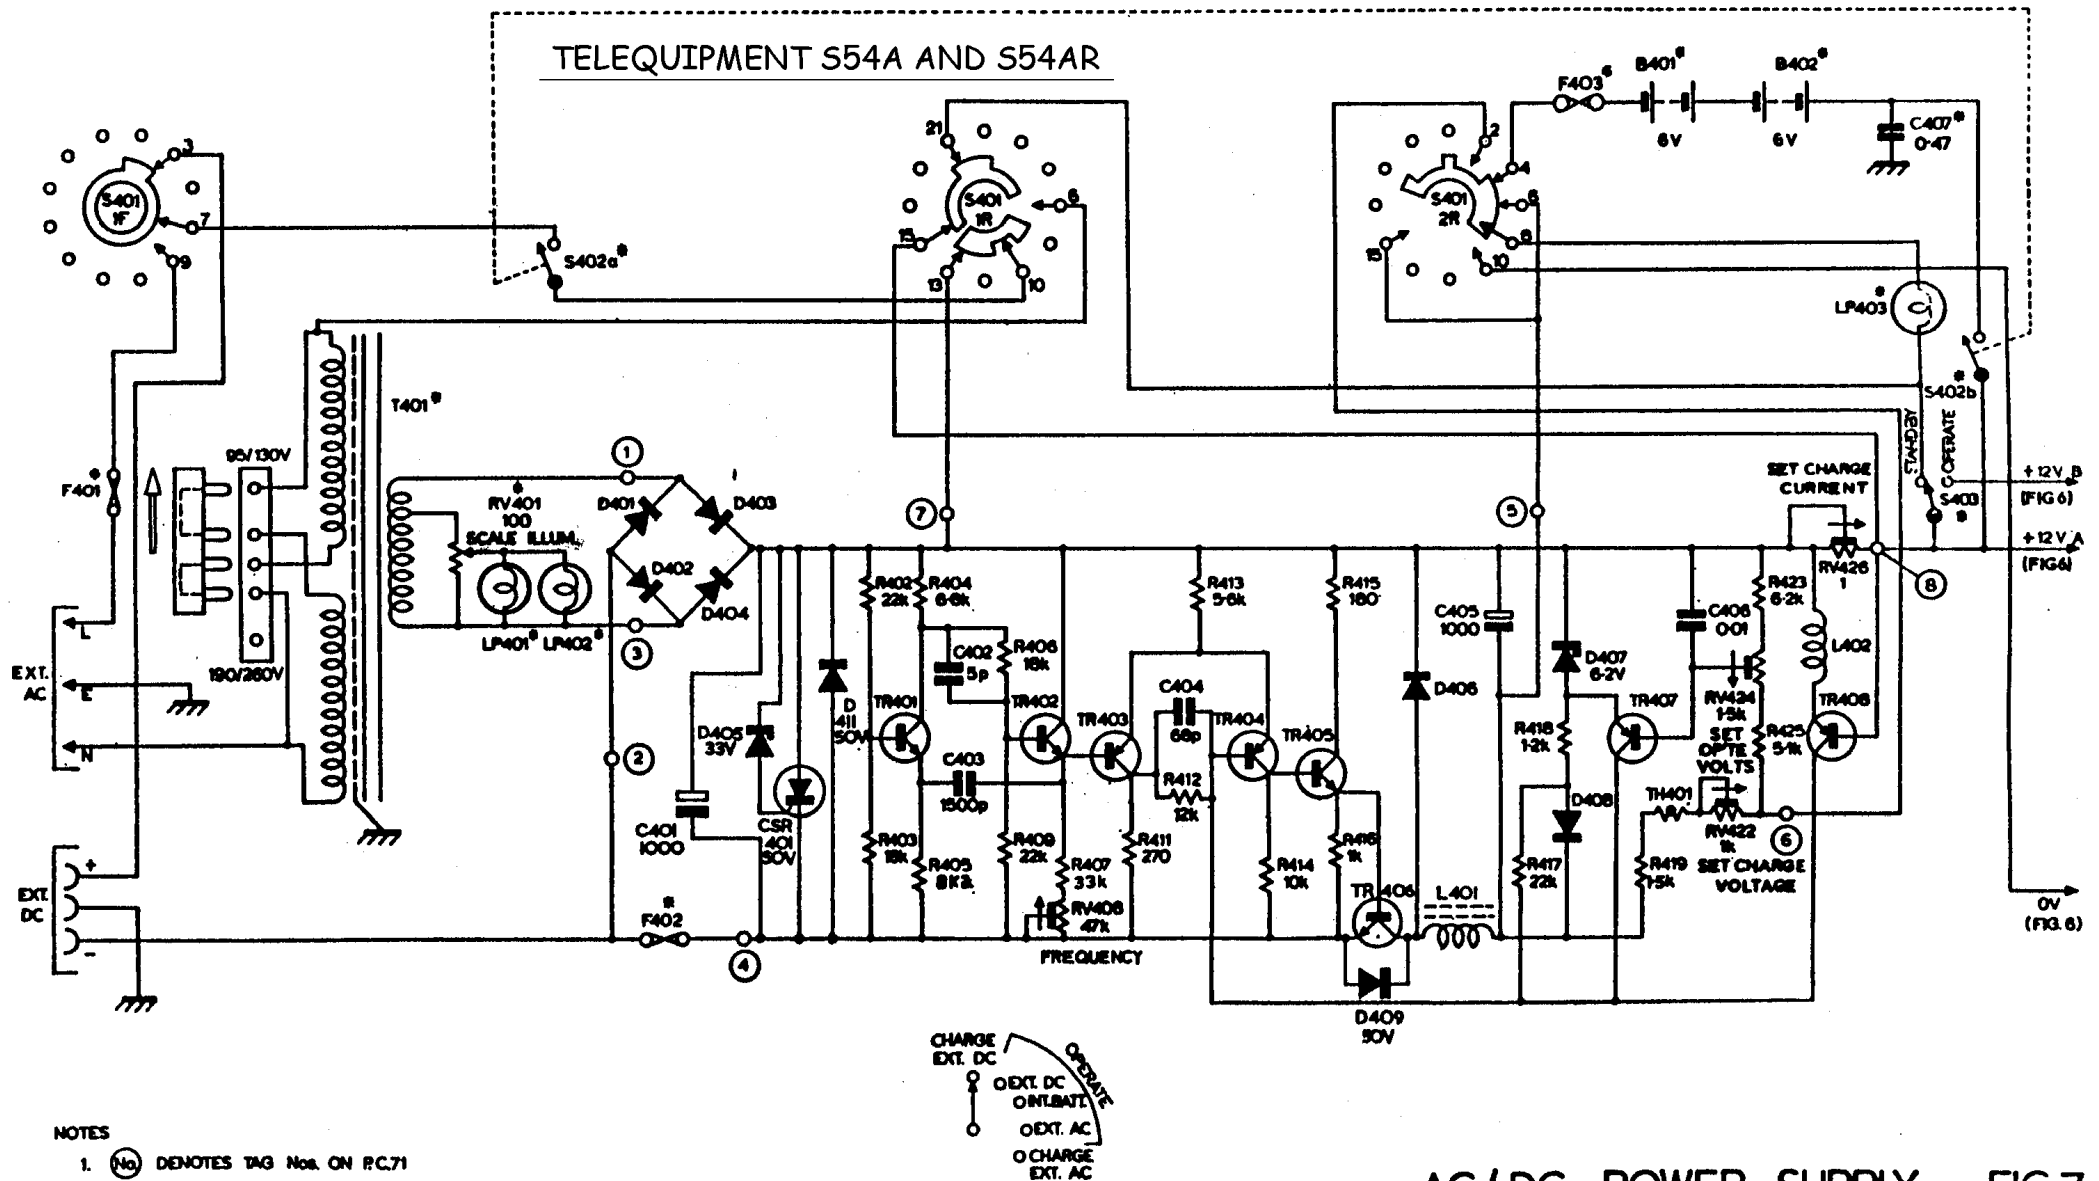 TELEQUIPMENT S54A AND S54AR
B401*
B402*
F403*
6V
6V
C407*
0·47
3
7
9
S401
1F
S402a*
21
6
15
13
10
S401
1R
2
4
6
8
10
15
S401
2R
LP403*
S402b*
STANDBY
OPERATE
S403*
+12V B
(FIG 6)
+12V A
(FIG6)
0V
(FIG. 6)
T401*
F401*
95/130V
190/260V
EXT.
AC
L
E
N
EXT.
DC
+
-
RV401*
100
SCALE ILLUM.
LP401*
LP402*
1
2
3
4
5
6
7
8
D401
D403
D402
D404
D405
33V
C401
1000
CSR
401
50V
D
411
50V
F402*
R402
22k
R404
6·8k
C402
5p
R406
18k
TR401
TR402
C403
1500p
R403
18k
R405
8K2
R409
22k
R407
33k
RV408
47k
FREQUENCY
TR403
R411
270
C404
68p
R412
12k
R413
5·6k
TR404
R414
10k
TR405
R415
180
R416
1k
TR406
D409
50V
D406
L401
C405
1000
D407
6·2V
R418
1·2k
R417
22k
D408
TR407
C406
0·01
R423
6·2k
RV424
1·5k
SET
OP'TE
VOLTS
R425
5·1k
TH401
R419
1·5k
RV422
1k
SET CHARGE
VOLTAGE
SET CHARGE
CURRENT
RV426
1
L402
TR408
CHARGE
EXT. DC
OPERATE
EXT. DC
INT.BATT.
EXT. AC
CHARGE
EXT. AC
NOTES
1. No. DENOTES TAG Nos. ON P.C.71
AC/DC POWER SUPPLY FIG.7